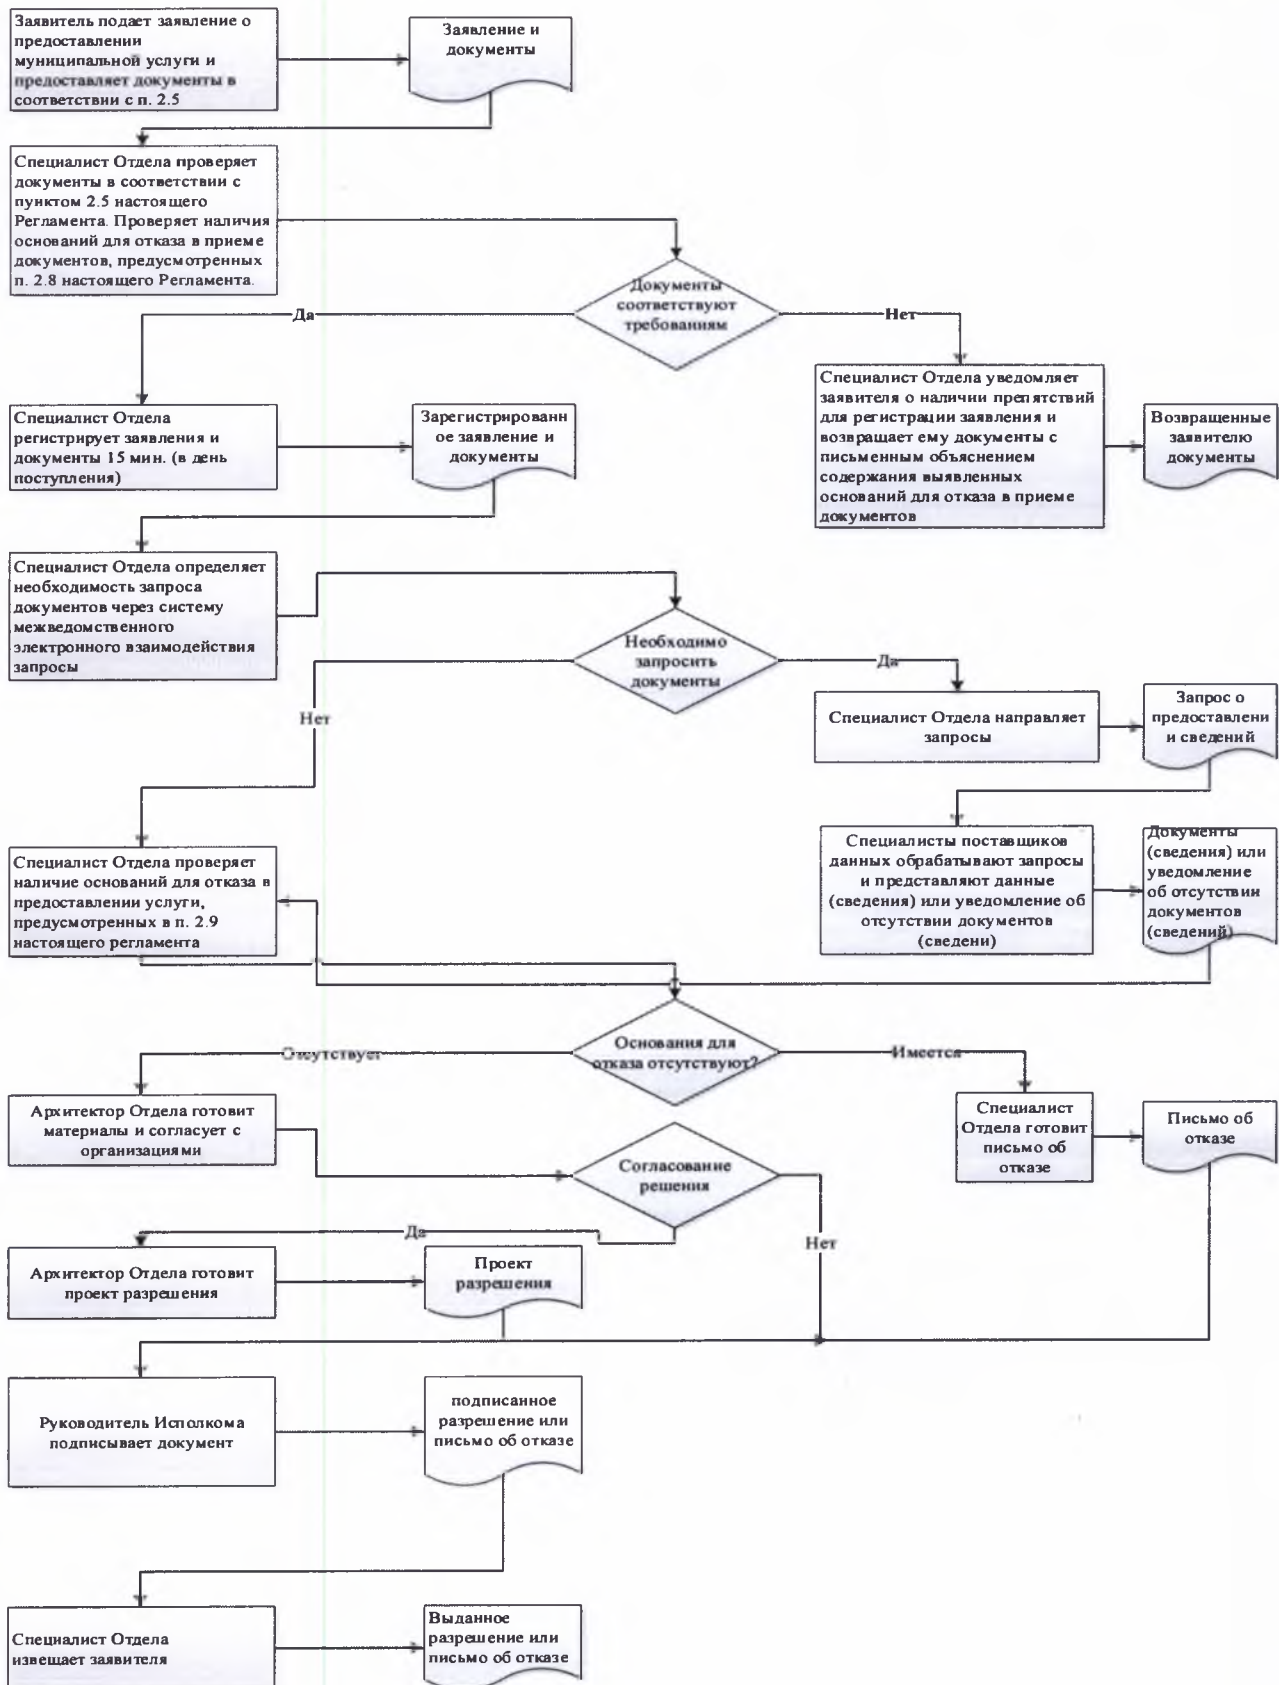 Заявитель подает заявление о
предоставлении
муниципальной услуги и
предоставляет документы в
соответствии с п. 2.5
Заявление и
документы
Специалист Отдела проверяет
документы в соответствии с
пунктом 2.5 настоящего
Регламента. Проверяет наличия
оснований для отказа в приеме
документов, предусмотренных
п. 2.8 настоящего Регламента.
Документы
соответствуют
требованиям
Да
Нет
Специалист Отдела
регистрирует заявления и
документы 15 мин. (в день
поступления)
Зарегистрированн
ое заявление и
документы
Специалист Отдела уведомляет
заявителя о наличии препятствий
для регистрации заявления и
возвращает ему документы с
письменным объяснением
содержания выявленных
оснований для отказа в приеме
документов
Возвращенные
заявителю
документы
Специалист Отдела определяет
необходимость запроса
документов через систему
межведомственного
электронного взаимодействия
запросы
Необходимо
запросить
документы
Да
Нет
Специалист Отдела направляет
запросы
Запрос о
предоставлени
и сведений
Специалист Отдела проверяет
наличие оснований для отказа в
предоставлении услуги,
предусмотренных в п. 2.9
настоящего регламента
Специалисты поставщиков
данных обрабатывают запросы
и представляют данные
(сведения) или уведомление об
отсутствии документов
(сведени)
Документы
(сведения) или
уведомление
об отсутствии
документов
(сведений)
Основания для
отказа отсутствуют?
Отсутствует
Имеется
Архитектор Отдела готовит
материалы и согласует с
организациями
Согласование
решения
Специалист
Отдела готовит
письмо об
отказе
Письмо об
отказе
Да
Нет
Архитектор Отдела готовит
проект разрешения
Проект
разрешения
Руководитель Исполкома
подписывает документ
подписанное
разрешение или
письмо об отказе
Специалист Отдела
извещает заявителя
Выданное
разрешение или
письмо об отказе